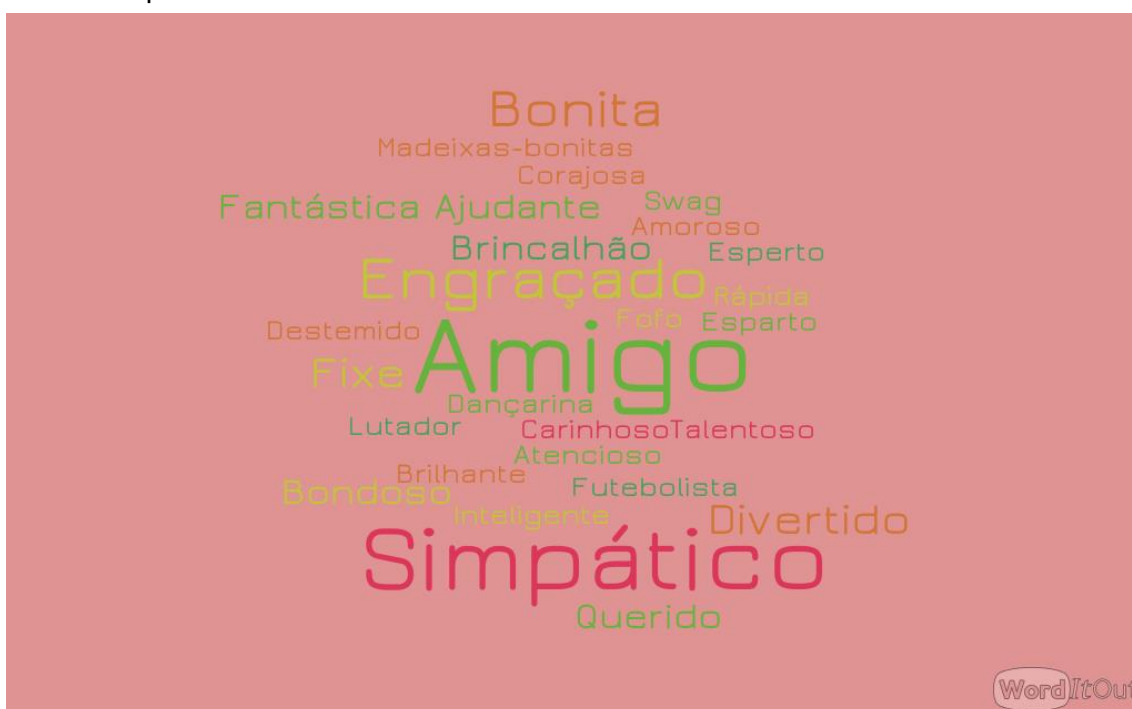 Bonita
Madeixas-bonitas
Corajosa
Fantástica Ajudante Swag
Amoroso
Brincalhão Esperto
Engraçado Rápida
Fofo Esparto
Destemido
Amigo
Fixe
Dançarina
Lutador CarinhosoTalentoso
Atencioso
Brilhante
Bondoso Futebolista
Inteligente Divertido
Simpático
Querido
WordItOut